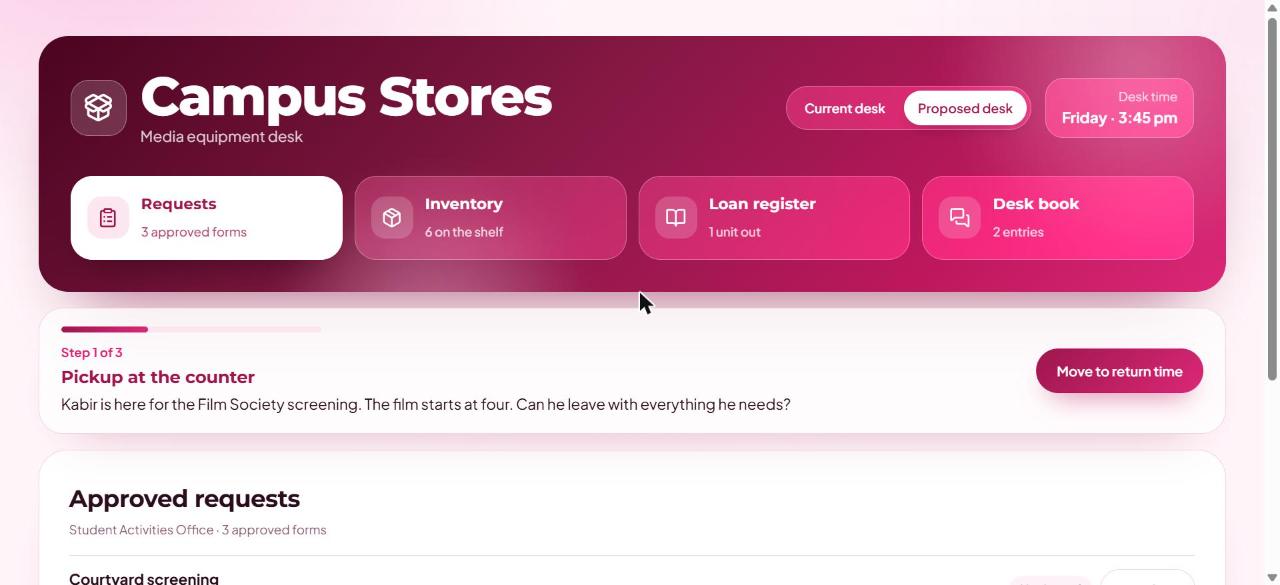 Campus Stores
Media equipment desk
Current desk
Proposed desk
Desk time
Friday · 3:45 pm
Requests
3 approved forms
Inventory
6 on the shelf
Loan register
1 unit out
Desk book
2 entries
Step 1 of 3
Pickup at the counter
Kabir is here for the Film Society screening. The film starts at four. Can he leave with everything he needs?
Move to return time
Approved requests
Student Activities Office · 3 approved forms
Courtyard screening